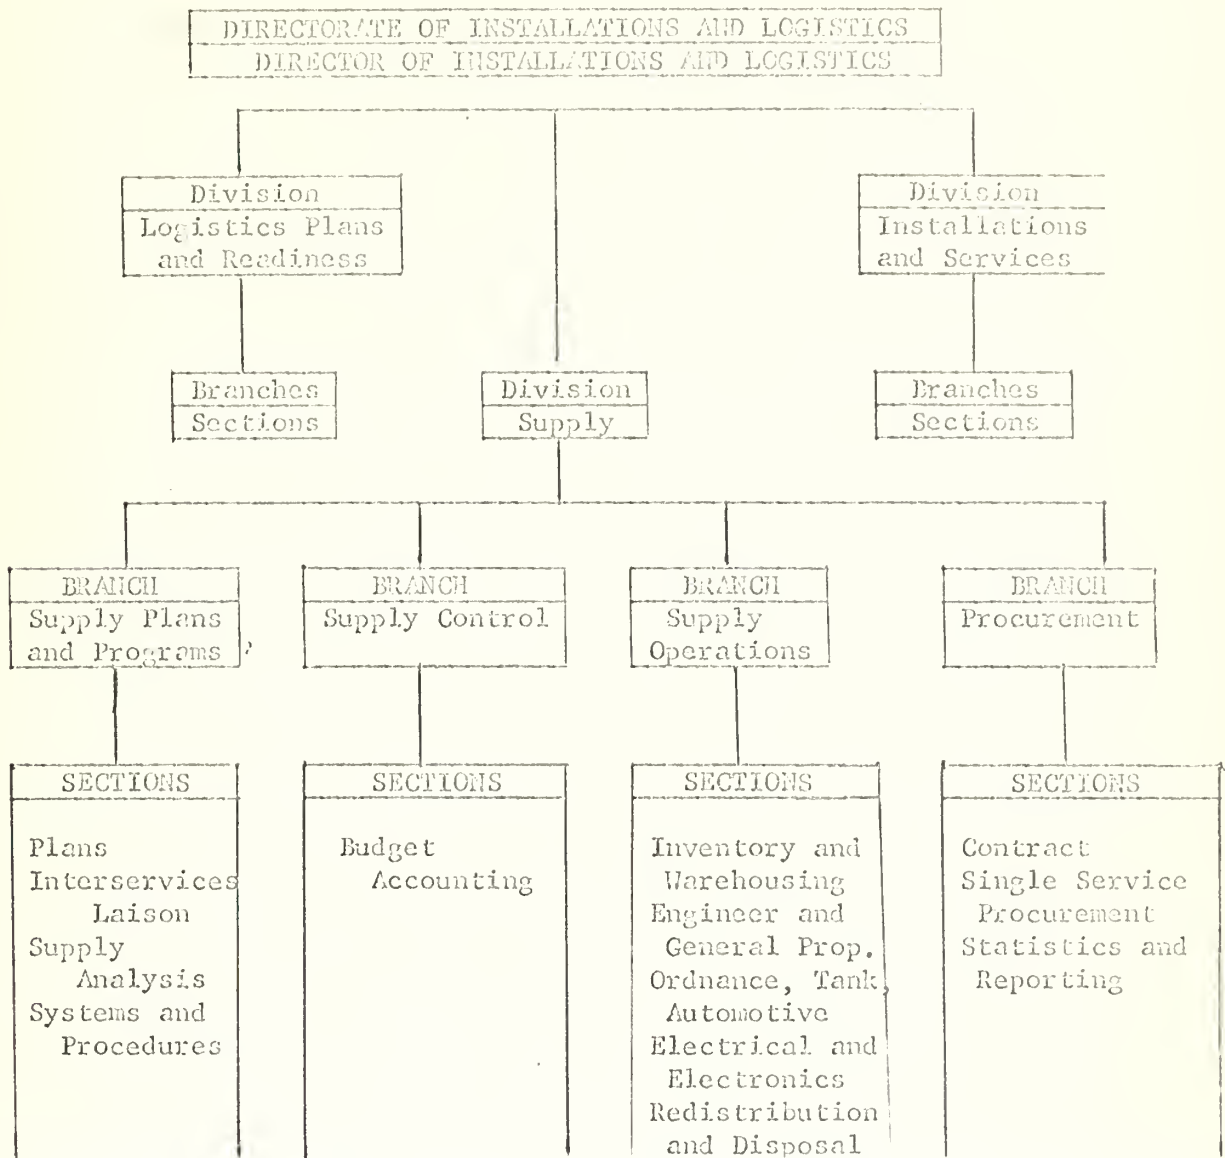 DIRECTORATE OF INSTALLATIONS AND LOGISTICS
DIRECTOR OF INSTALLATIONS AND LOGISTICS
Division
Logistics Plans
and Readiness
Division
Installations
and Services
Branches
Sections
Division
Supply
Branches
Sections
BRANCH
Supply Plans
and Programs
BRANCH
Supply Control
BRANCH
Supply
Operations
BRANCH
Procurement
SECTIONS
Plans
Interservices
Laison
Supply
Analysis
Systems and
Procedures
SECTIONS
Budget
Accounting
SECTIONS
Inventory and
Warehousing
Engineer and
General Prop.
Ordnance, Tank,
Automotive
Electrical and
Electronics
Redistribution
and Disposal
SECTIONS
Contract
Single Service
Procurement
Statistics and
Reporting